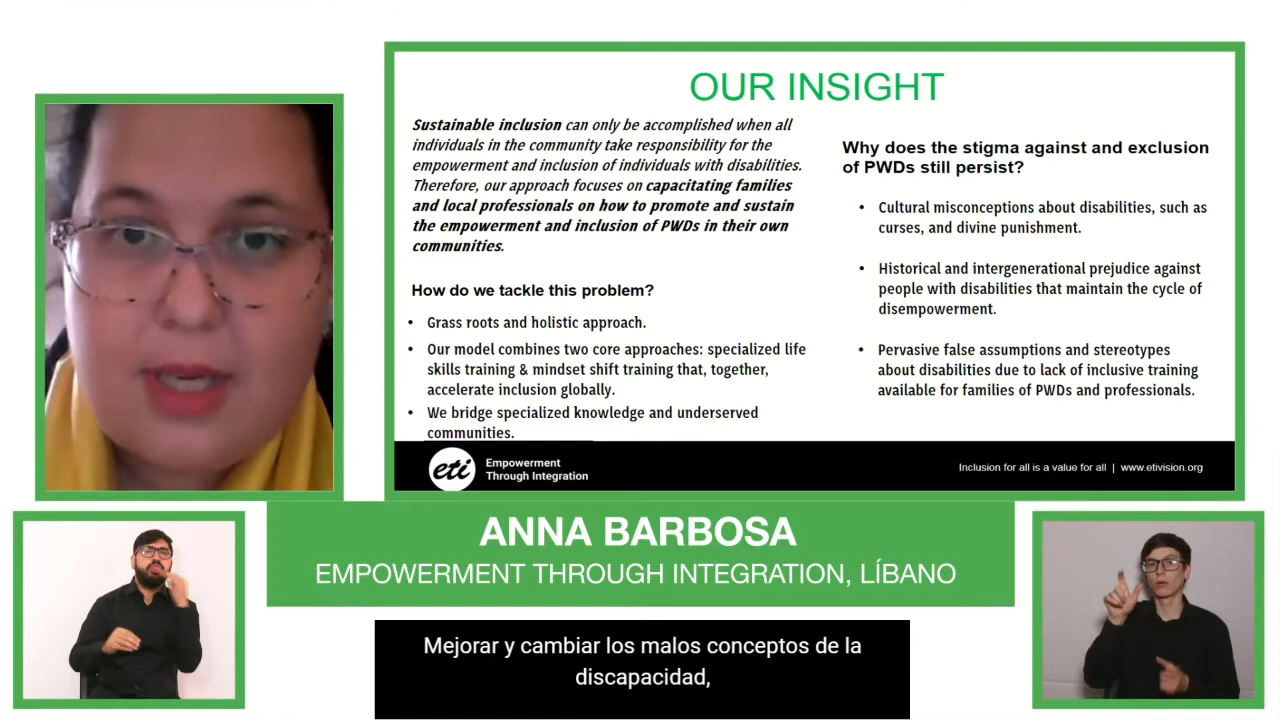 OUR INSIGHT
Sustainable inclusion can only be accomplished when all
individuals in the community take responsibility for the
empowerment and inclusion of individuals with disabilities.
Therefore, our approach focuses on capacitating families
and local professionals on how to promote and sustain
the empowerment and inclusion of PWDs in their own
communities.
How do we tackle this problem?
• Grass roots and holistic approach.
• Our model combines two core approaches: specialized life
skills training & mindset shift training that, together,
accelerate inclusion globally.
• We bridge specialized knowledge and underserved
communities.
Why does the stigma against and exclusion
of PWDs still persist?
• Cultural misconceptions about disabilities, such as
curses, and divine punishment.
• Historical and intergenerational prejudice against
people with disabilities that maintain the cycle of
disempowerment.
• Pervasive false assumptions and stereotypes
about disabilities due to lack of inclusive training
available for families of PWDs and professionals.
eti
Empowerment
Through Integration
Inclusion for all is a value for all | www.etivision.org
ANNA BARBOSA
EMPOWERMENT THROUGH INTEGRATION, LÍBANO
Mejorar y cambiar los malos conceptos de la
discapacidad,